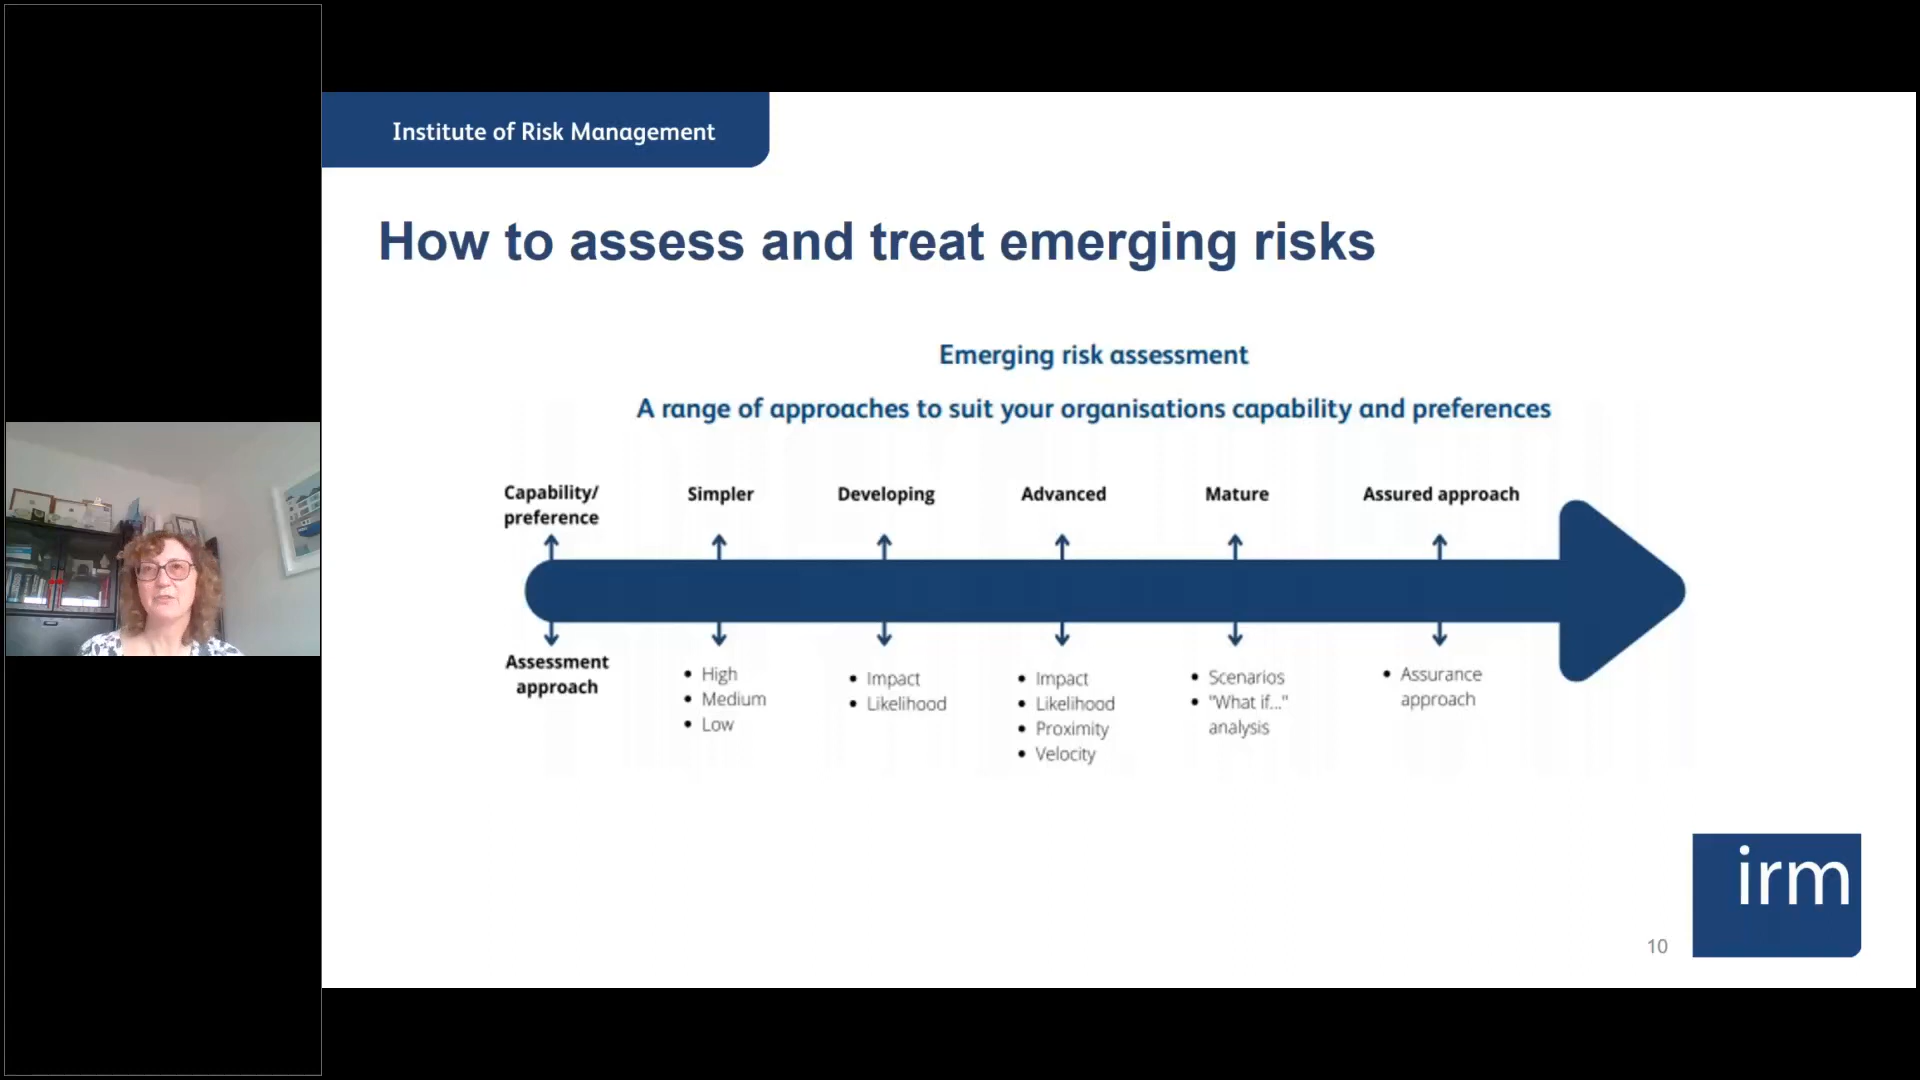 Institute of Risk Management
How to assess and treat emerging risks
Emerging risk assessment
A range of approaches to suit your organisations capability and preferences
Capability/
preference
Simpler
Developing
Advanced
Mature
Assured approach
Assessment
approach
• High
• Medium
• Low
• Impact
• Likelihood
• Impact
• Likelihood
• Proximity
• Velocity
• Scenarios
• "What if..."
analysis
• Assurance
approach
irm
10